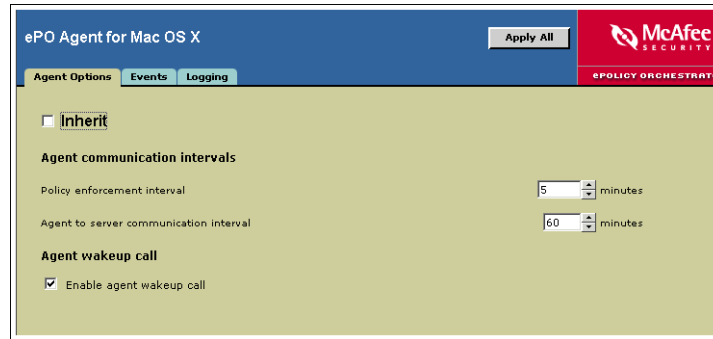 ePO Agent for Mac OS X
Apply All
McAfee
SECURITY
Agent Options Events Logging
ePOLICY ORCHESTRAT
Inherit
Agent communication intervals
Policy enforcement interval 5 minutes
Agent to server communication interval 60 minutes
Agent wakeup call
Enable agent wakeup call